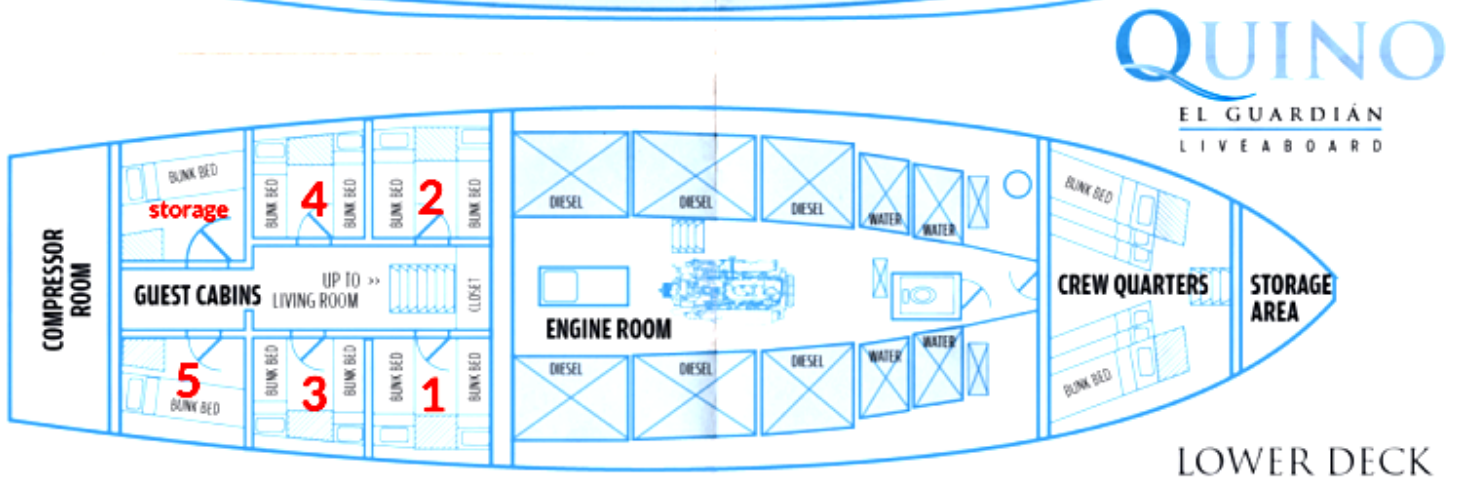 QUINO
EL GUARDIÁN
LIVEABOARD
COMPRESSOR
ROOM
BUNK BED
storage
BUNK BED
4
BUNK BED
BUNK BED
2
BUNK BED
GUEST CABINS
UP TO >>
LIVING ROOM
CLOSET
5
BUNK BED
BUNK BED
3
BUNK BED
BUNK BED
1
BUNK BED
DIESEL
DIESEL
DIESEL
WATER
WATER
ENGINE ROOM
DIESEL
DIESEL
DIESEL
WATER
WATER
BUNK BED
CREW QUARTERS
BUNK BED
STORAGE
AREA
LOWER DECK